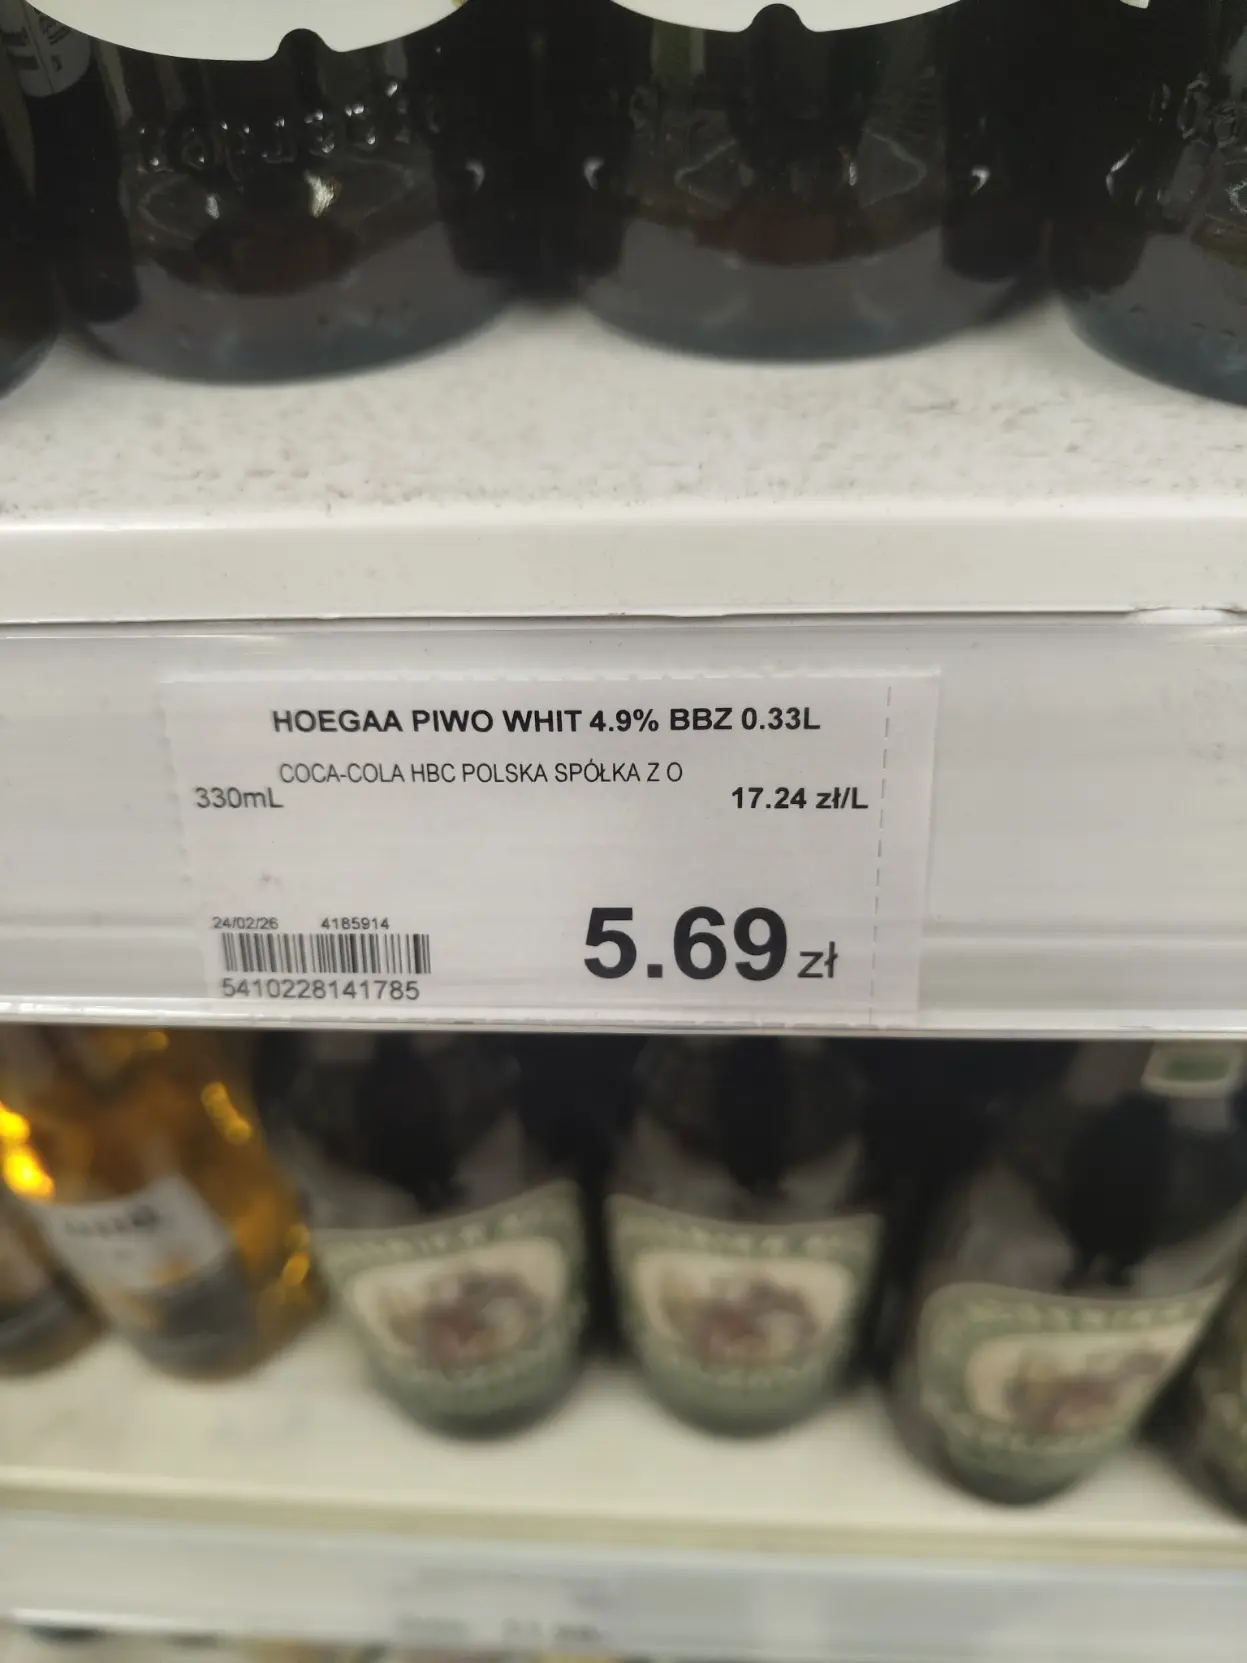 HOEGAA PIWO WHIT 4.9% BBZ 0.33L
COCA-COLA HBC POLSKA SPÓŁKA Z O
330mL 17.24 zł/L
24/02/26 4185914
5.69 zł
5410228141785